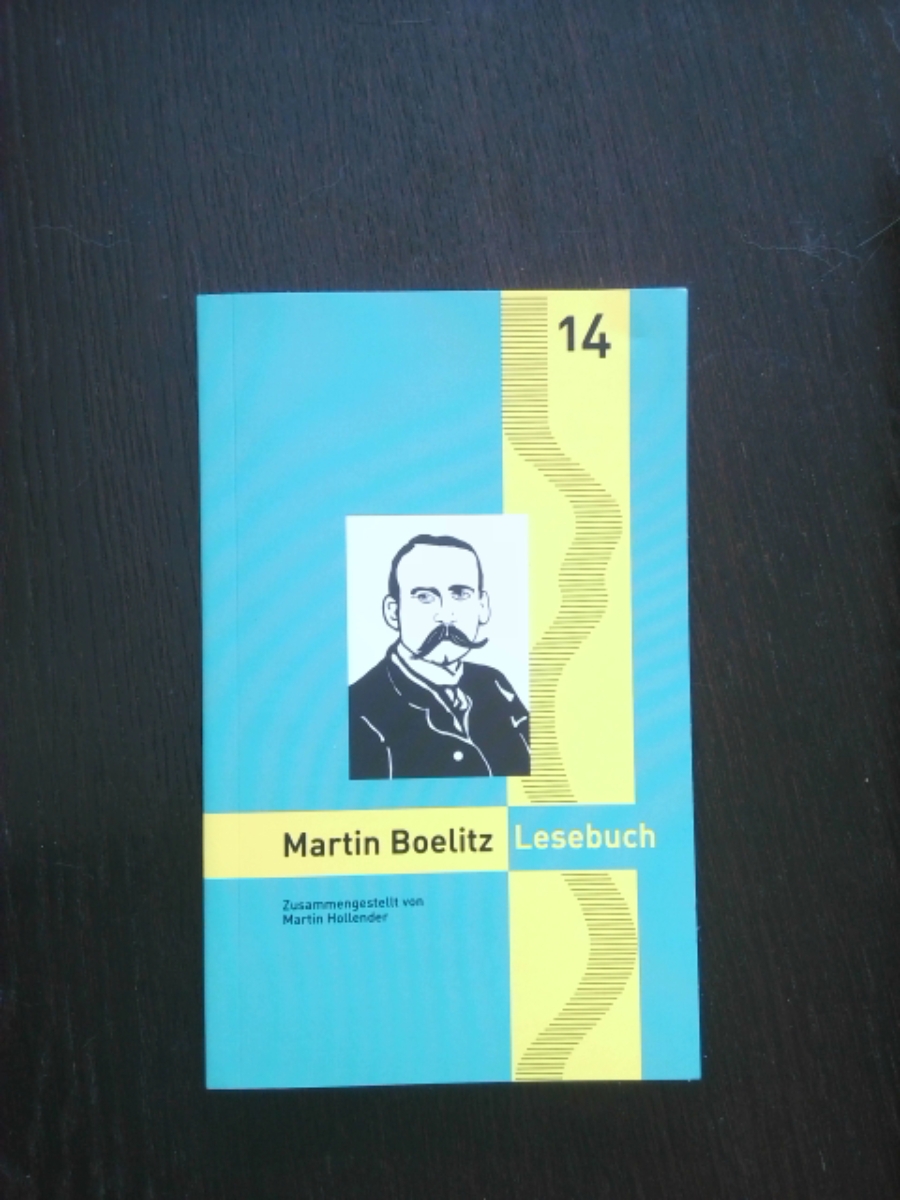 14
Martin Boelitz Lesebuch
Zusammengestellt von
Martin Hollender